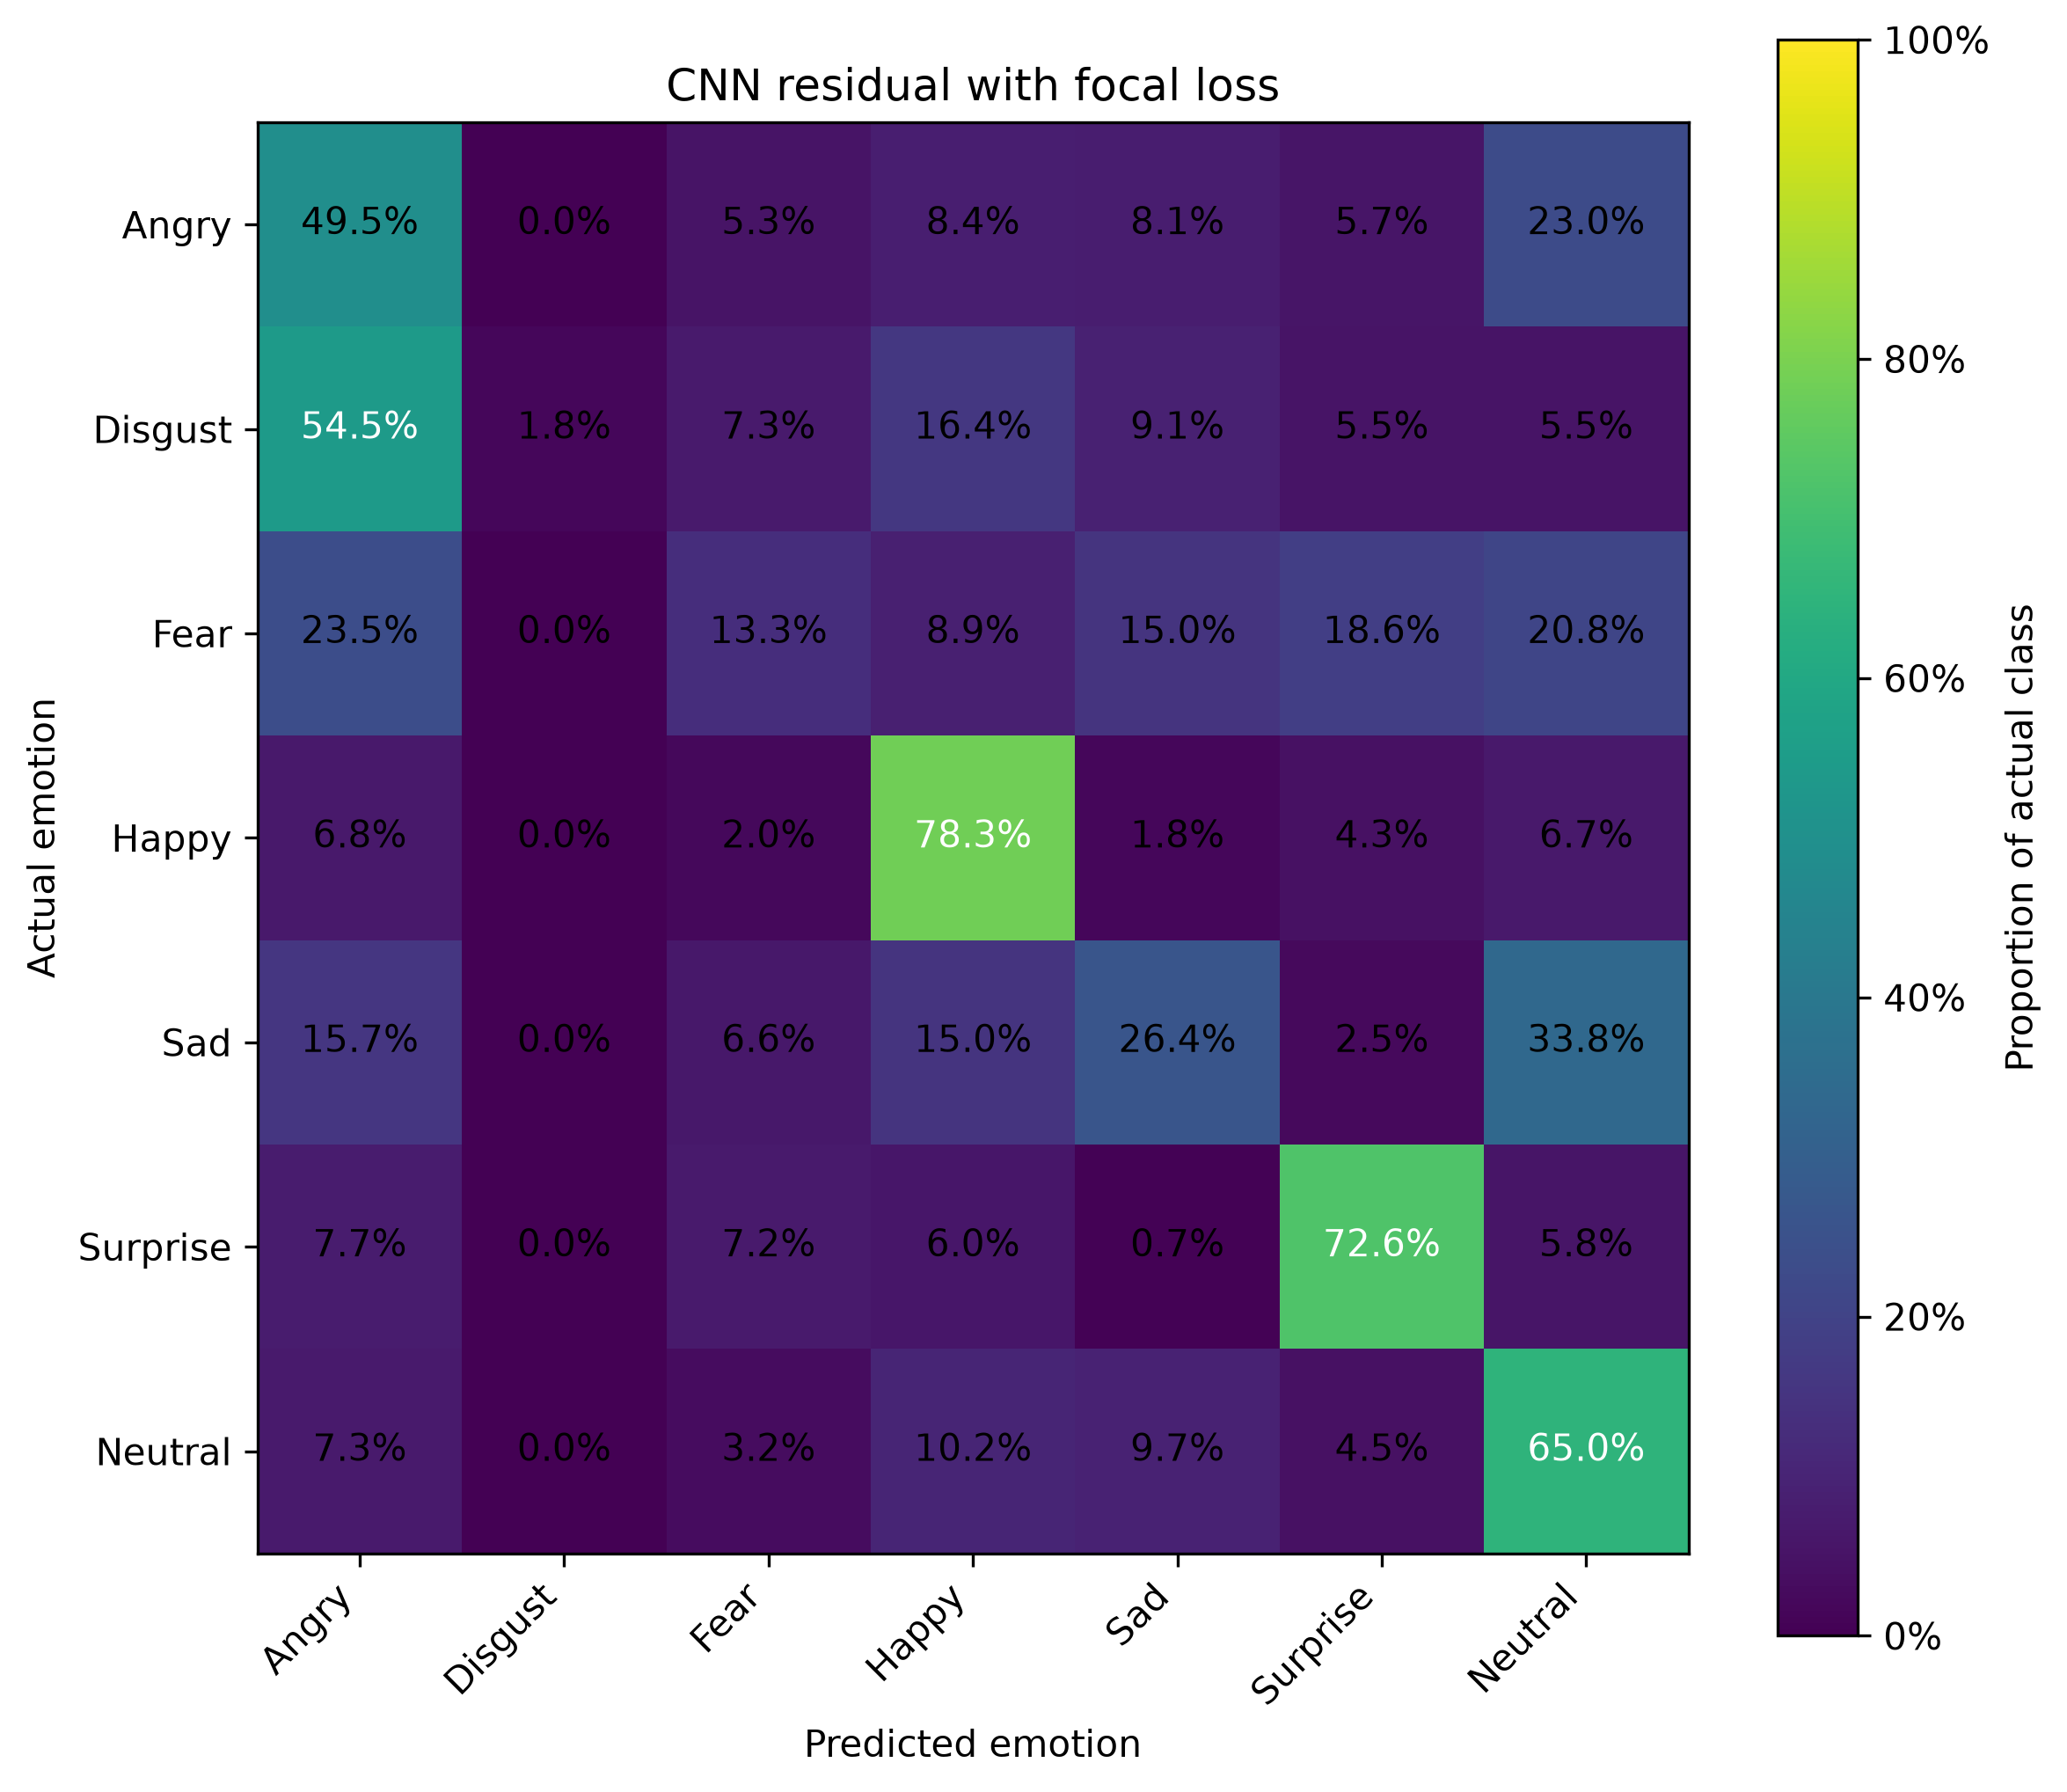 CNN residual with focal loss
Actual emotion
Angry 49.5% 0.0% 5.3% 8.4% 8.1% 5.7% 23.0%
Disgust 54.5% 1.8% 7.3% 16.4% 9.1% 5.5% 5.5%
Fear 23.5% 0.0% 13.3% 8.9% 15.0% 18.6% 20.8%
Happy 6.8% 0.0% 2.0% 78.3% 1.8% 4.3% 6.7%
Sad 15.7% 0.0% 6.6% 15.0% 26.4% 2.5% 33.8%
Surprise 7.7% 0.0% 7.2% 6.0% 0.7% 72.6% 5.8%
Neutral 7.3% 0.0% 3.2% 10.2% 9.7% 4.5% 65.0%
Angry Disgust Fear Happy Sad Surprise Neutral
Predicted emotion
100%
80%
60%
40%
20%
0%
Proportion of actual class